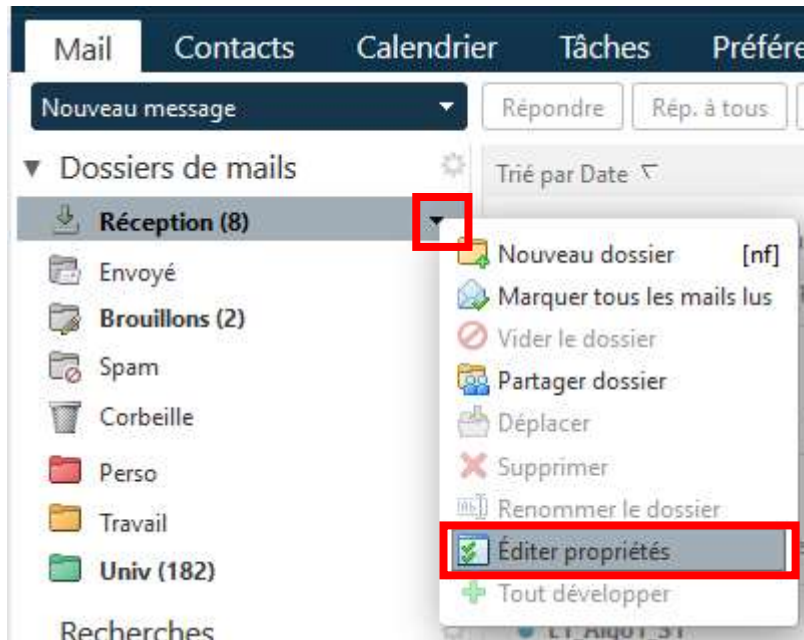 Mail Contacts Calendrier Tâches Préfére
Nouveau message Répondre Rép. à tous
Dossiers de mails Trié par Date
Réception (8)
Envoyé
Brouillons (2)
Spam
Corbeille
Perso
Travail
Univ (182)
Recherches
Nouveau dossier [nf]
Marquer tous les mails lus
Vider le dossier
Partager dossier
Déplacer
Supprimer
Renommer le dossier
Éditer propriétés
Tout développer